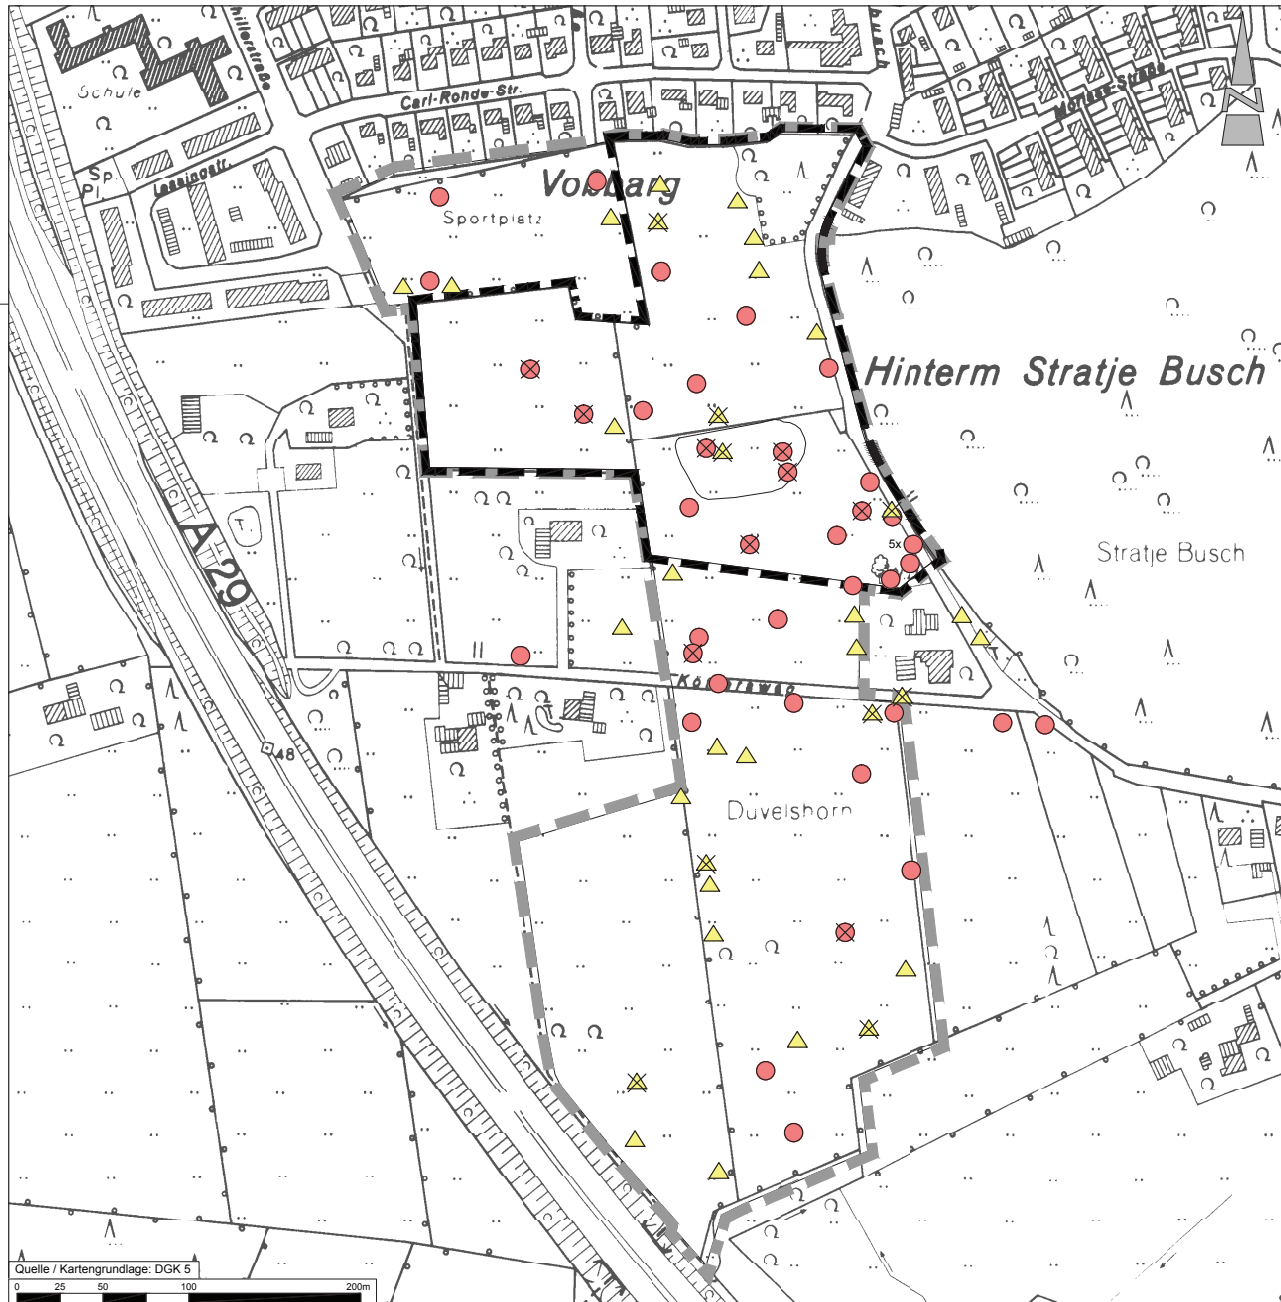 Schule
Carl-Ronde-Str.
Sp.
Pl.
Lessingstr.
Voßbarg
Sportplatz
Hinterm Stratje Busch
A 29
T.
5x
Stratje Busch
48
Duvelshorn
Quelle / Kartengrundlage: DGK 5
0 25 50 100 200m